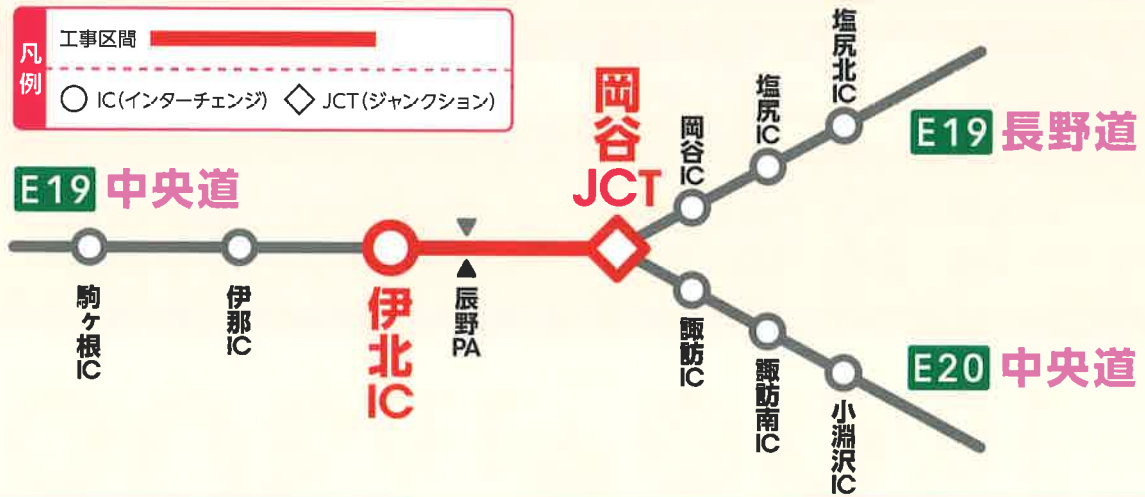 凡例
工事区間
IC(インターチェンジ) JCT(ジャンクション)
E19 中央道
駒ヶ根IC
伊那IC
伊北IC
辰野PA
岡谷JCT
岡谷IC
塩尻IC
塩尻北IC
E19 長野道
諏訪IC
諏訪南IC
小淵沢IC
E20 中央道